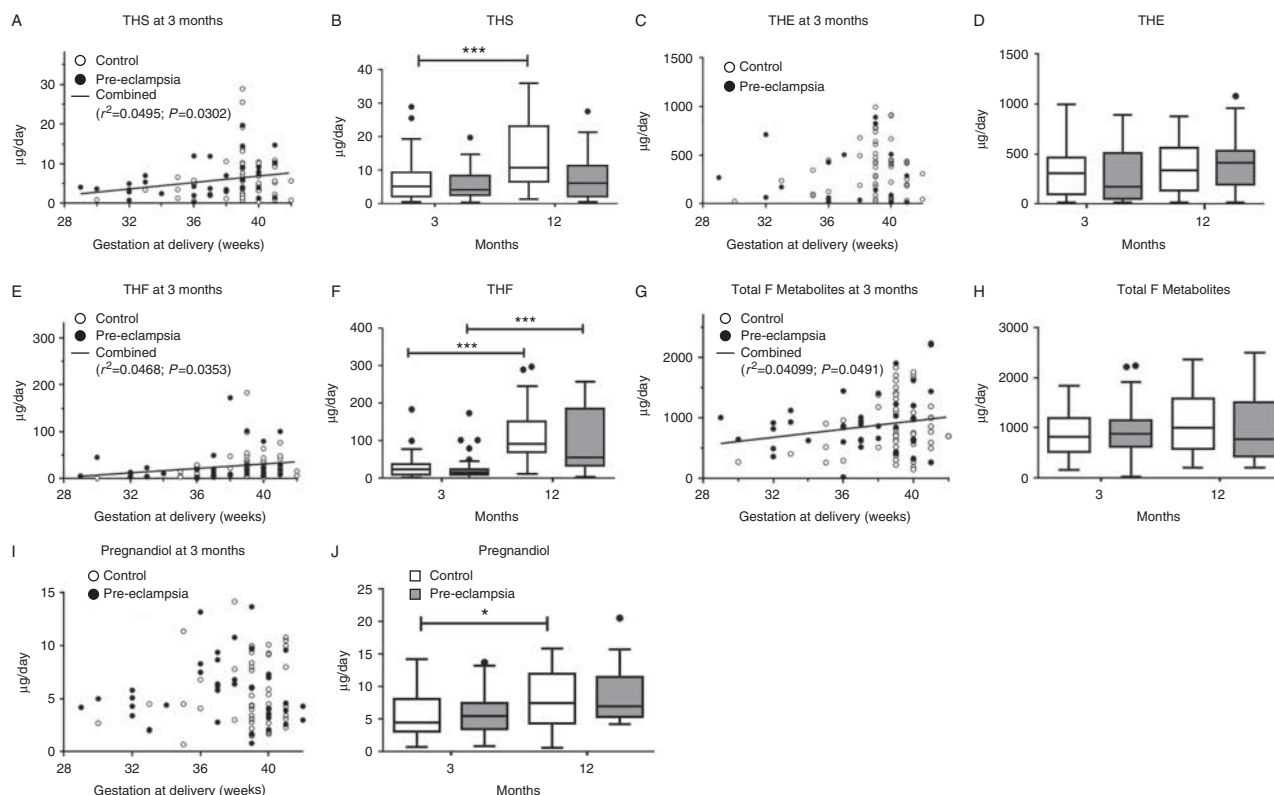 A
THS at 3 months
µg/day
30
25
20
15
10
5
0
Control
Pre-eclampsia
Combined
(r²=0.0495; P=0.0302)
28 32 36 40
Gestation at delivery (weeks)
B
THS
µg/day
40
30
20
10
0
***
3 12
Months
C
THE at 3 months
µg/day
1500
1000
500
0
Control
Pre-eclampsia
28 32 36 40
Gestation at delivery (weeks)
D
THE
µg/day
1500
1000
500
0
3 12
Months
E
THF at 3 months
µg/day
300
200
100
0
Control
Pre-eclampsia
Combined
(r²=0.0468; P=0.0353)
28 32 36 40
Gestation at delivery (weeks)
F
THF
µg/day
400
300
200
100
0
***
***
3 12
Months
G
Total F Metabolites at 3 months
µg/day
2000
1000
0
Control
Pre-eclampsia
Combined
(r²=0.04099; P=0.0491)
28 32 36 40
Gestation at delivery (weeks)
H
Total F Metabolites
µg/day
3000
2000
1000
0
3 12
Months
I
Pregnandiol at 3 months
µg/day
15
10
5
0
Control
Pre-eclampsia
28 32 36 40
Gestation at delivery (weeks)
J
Pregnandiol
µg/day
25
20
15
10
5
0
Control
Pre-eclampsia
*
3 12
Months